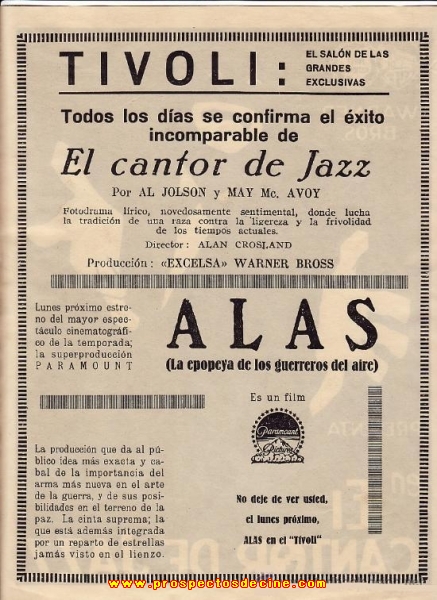 TIVOLI:
EL SALÓN DE LAS
GRANDES
EXCLUSIVAS
Todos los días se confirma el éxito
incomparable de
El cantor de Jazz
Por AL JOLSON y MAY Mc. AVOY
Fotodrama lírico, novedosamente sentimental, donde lucha
la tradición de una raza contra la ligereza y la frivolidad
de los tiempos actuales.
Director: ALAN CROSLAND
Producción: «EXCELSA» WARNER BROSS
Lunes próximo estre-
no del mayor espec-
táculo cinematográfi-
co de la temporada;
la superproducción
PARAMOUNT
ALAS
(La epopeya de los guerreros del aire)
Es un film
Paramount
Pictures
La producción que da al pú-
blico idea más exacta y ca-
bal de la importancia del
arma más nueva en el arte
de la guerra, y de sus posi-
bilidades en el terreno de la
paz. La cinta suprema; la
que está además integrada
por un reparto de estrellas
jamás visto en el lienzo.
No deje de ver usted,
el lunes próximo,
ALAS en el "Tívoli"
www.prospectosdecine.com